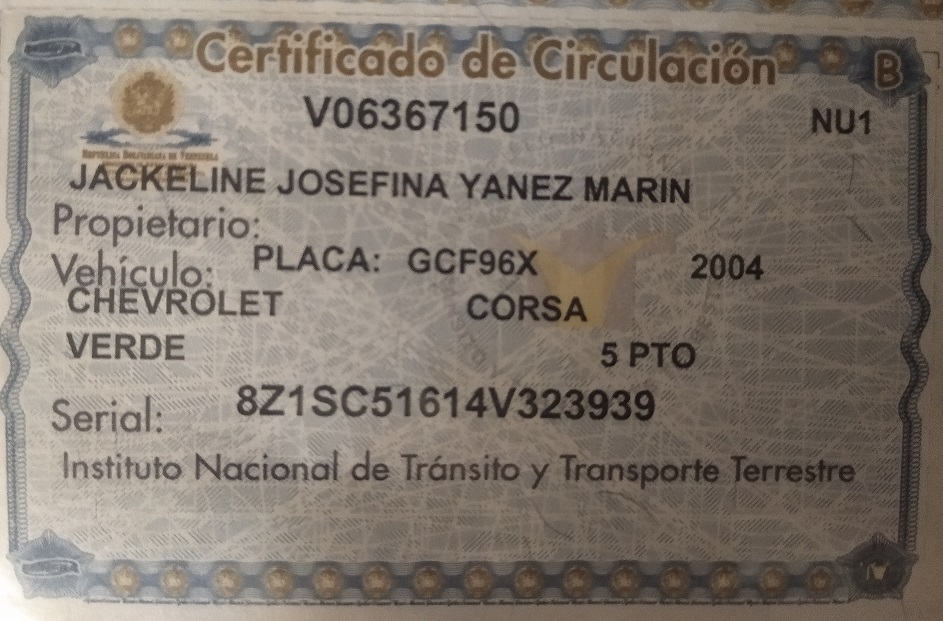 Certificado de Circulación
B
V06367150
NU1
REPÚBLICA BOLIVARIANA DE VENEZUELA
JACKELINE JOSEFINA YANEZ MARIN
Propietario:
Vehículo: PLACA: GCF96X 2004
CHEVROLET CORSA
VERDE 5 PTO
Serial: 8Z1SC51614V323939
Instituto Nacional de Tránsito y Transporte Terrestre